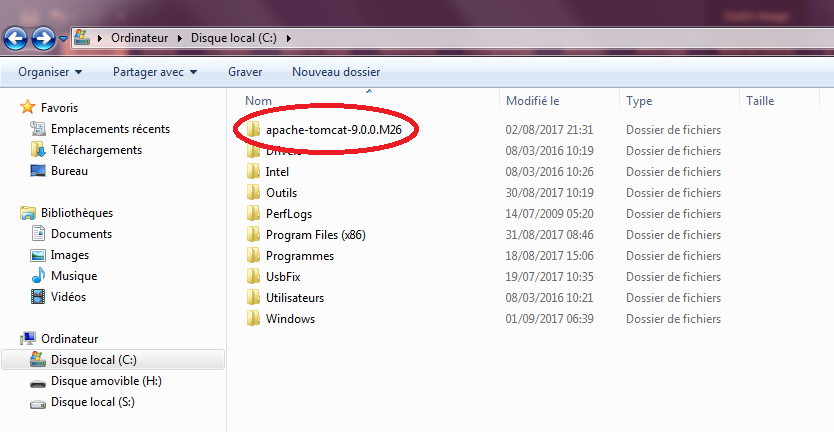 Ordinateur Disque local (C:)
Organiser Partager avec Graver Nouveau dossier
Nom Modifié le Type Taille
Favoris
Emplacements récents
Téléchargements
Bureau
Bibliothèques
Documents
Images
Musique
Vidéos
Ordinateur
Disque local (C:)
Disque amovible (H:)
Disque local (S:)
apache-tomcat-9.0.0.M26 02/08/2017 21:31 Dossier de fichiers
Drivers 08/03/2016 10:19 Dossier de fichiers
Intel 08/03/2016 10:26 Dossier de fichiers
Outils 30/08/2017 10:19 Dossier de fichiers
PerfLogs 14/07/2009 05:20 Dossier de fichiers
Program Files (x86) 31/08/2017 08:46 Dossier de fichiers
Programmes 18/08/2017 15:06 Dossier de fichiers
UsbFix 19/07/2017 10:35 Dossier de fichiers
Utilisateurs 08/03/2016 10:21 Dossier de fichiers
Windows 01/09/2017 06:39 Dossier de fichiers